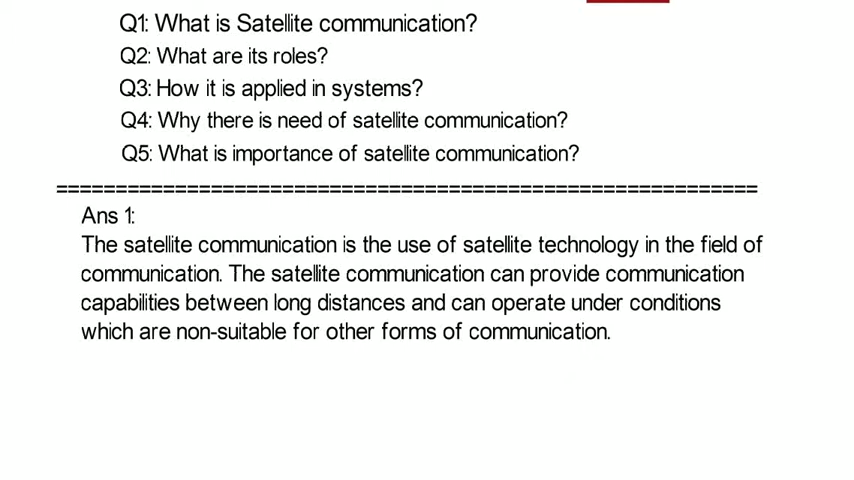 Q1: What is Satellite communication?
Q2: What are its roles?
Q3: How it is applied in systems?
Q4: Why there is need of satellite communication?
Q5: What is importance of satellite communication?
===========================================================
Ans 1:
The satellite communication is the use of satellite technology in the field of
communication. The satellite communication can provide communication
capabilities between long distances and can operate under conditions
which are non-suitable for other forms of communication.